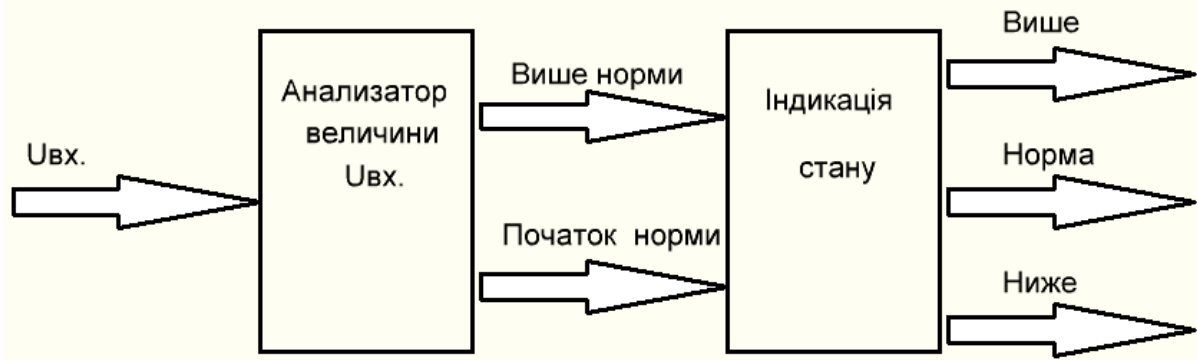 Uвх.
Анализатор
величини
Uвх.
Више норми
Початок норми
Індикація
стану
Више
Норма
Ниже